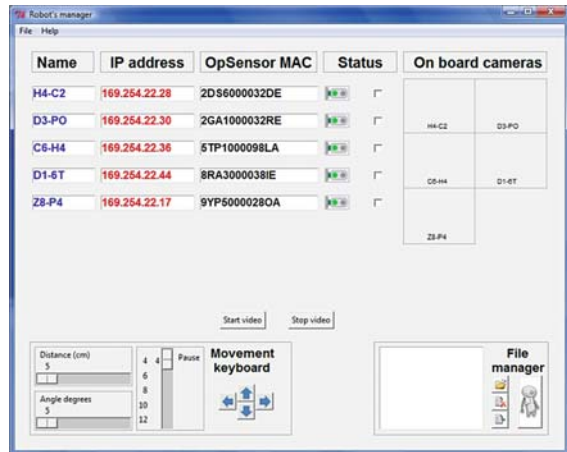 Robot's manager
File Help
Name IP address OpSensor MAC Status On board cameras
H4-C2 169.254.22.28 2DS6000032DE
D3-PO 169.254.22.30 2GA1000032RE
H4-C2 D3-PO
C6-H4 169.254.22.36 5TP1000098LA
D1-6T 169.254.22.44 8RA3000038IE
C6-H4 D1-6T
Z8-P4 169.254.22.17 9YP5000028OA
Z8-P4
Start video Stop video
Distance (cm)
5
Angle degrees
5
4 4 Pause
6
8
10
12
Movement
keyboard
File
manager